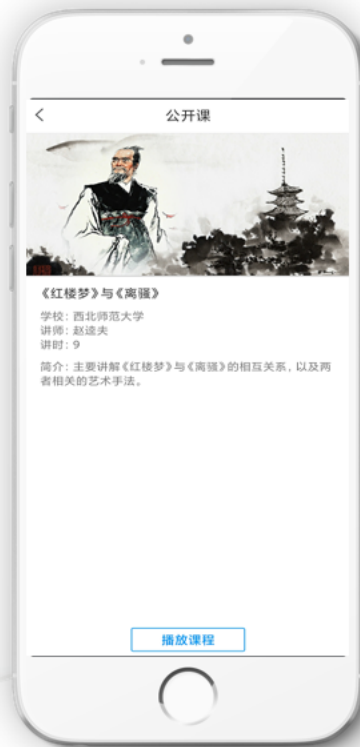 公开课
《红楼梦》与《离骚》
学校：西北师范大学
讲师：赵逵夫
讲时：9
简介：主要讲解《红楼梦》与《离骚》的相互关系，以及两
者相关的艺术手法。
播放课程